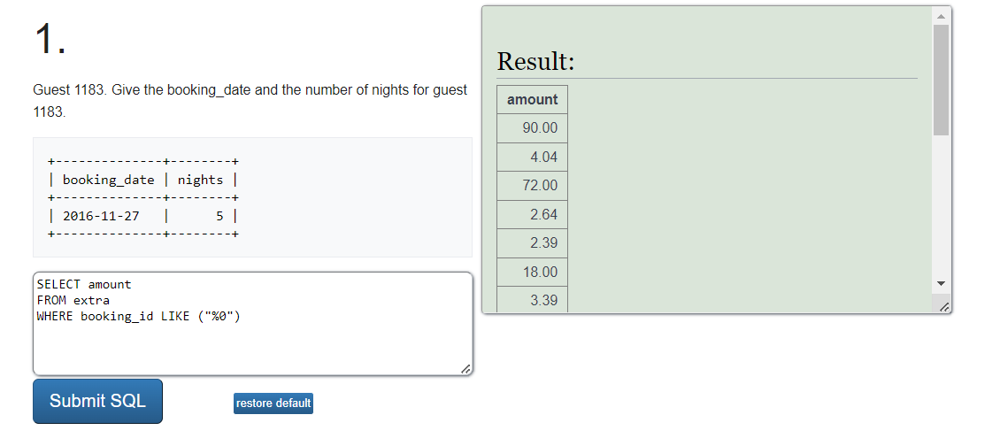 1.
Guest 1183. Give the booking_date and the number of nights for guest
1183.
+--------------+--------+
| booking_date | nights |
+--------------+--------+
| 2016-11-27   |      5 |
+--------------+--------+
SELECT amount
FROM extra
WHERE booking_id LIKE ("%0")
Submit SQL
restore default
Result:
amount
90.00
4.04
72.00
2.64
2.39
18.00
3.39